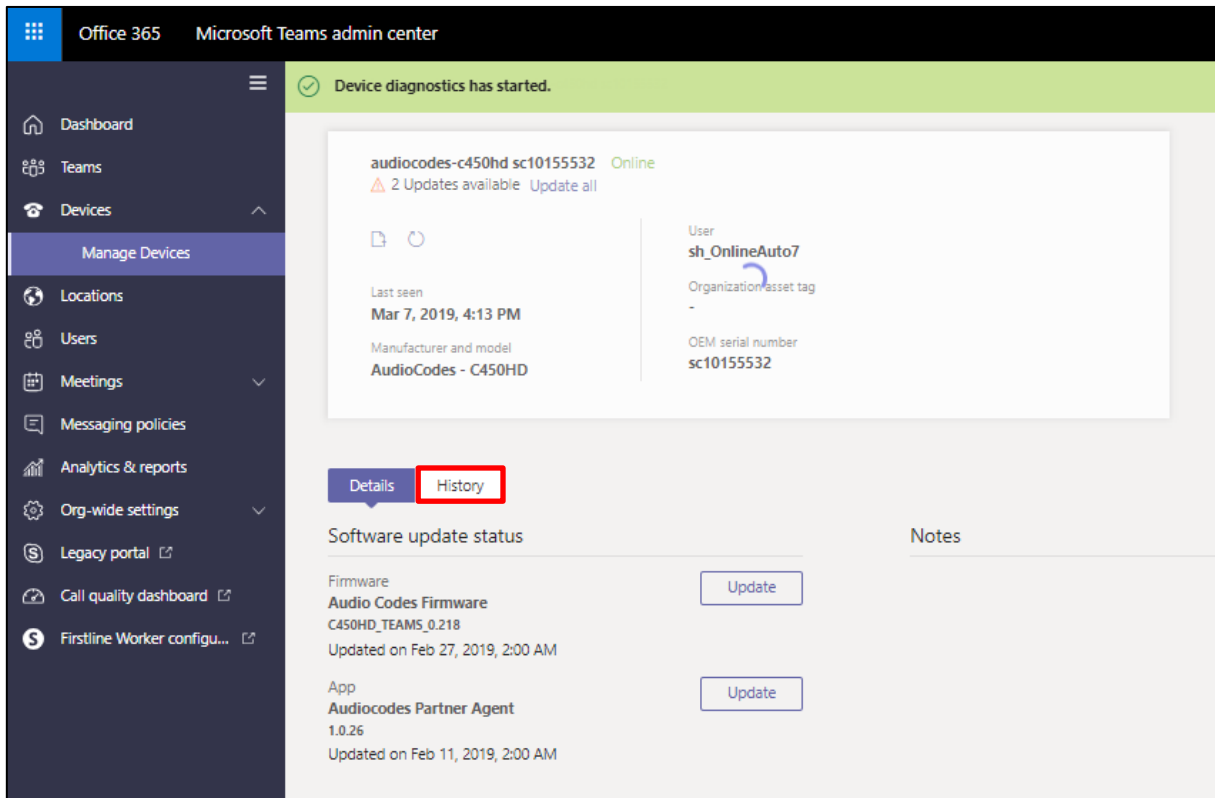 Office 365 Microsoft Teams admin center
Device diagnostics has started.
Dashboard
Teams
Devices
Manage Devices
Locations
Users
Meetings
Messaging policies
Analytics & reports
Org-wide settings
Legacy portal
Call quality dashboard
Firstline Worker configu...
audiocodes-c450hd sc10155532 Online
2 Updates available Update all
Last seen
Mar 7, 2019, 4:13 PM
Manufacturer and model
AudioCodes - C450HD
User
sh_OnlineAuto7
Organization asset tag
-
OEM serial number
sc10155532
Details History
Software update status
Firmware
Audio Codes Firmware
C450HD_TEAMS_0.218
Updated on Feb 27, 2019, 2:00 AM
Update
App
Audiocodes Partner Agent
1.0.26
Updated on Feb 11, 2019, 2:00 AM
Update
Notes